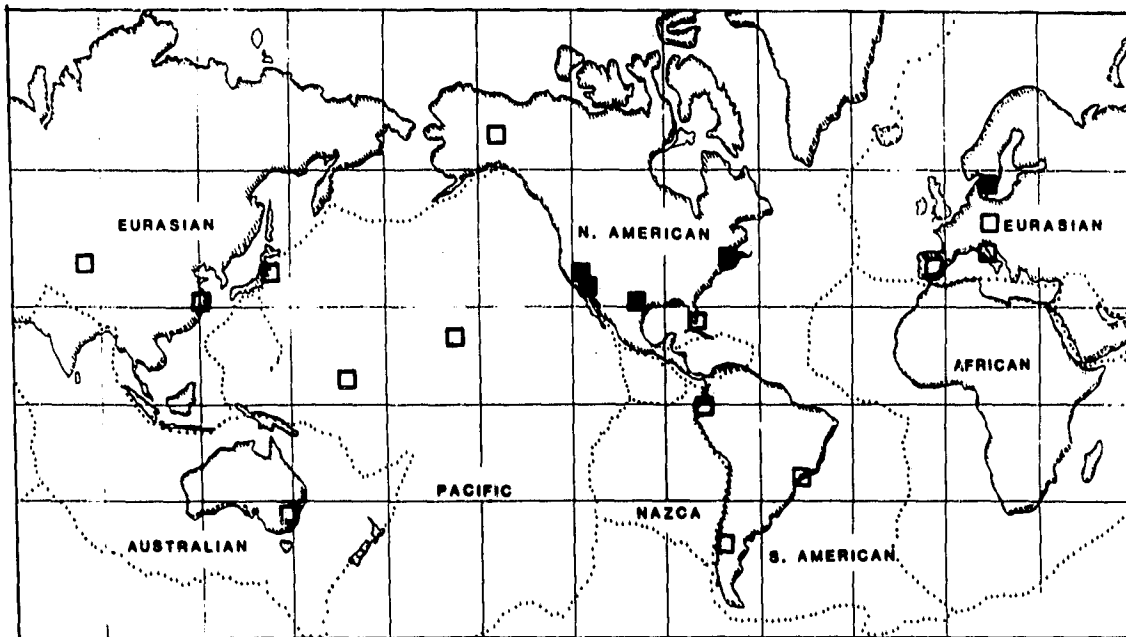 EURASIAN
N. AMERICAN
EURASIAN
AFRICAN
PACIFIC
NAZCA
AUSTRALIAN
S. AMERICAN